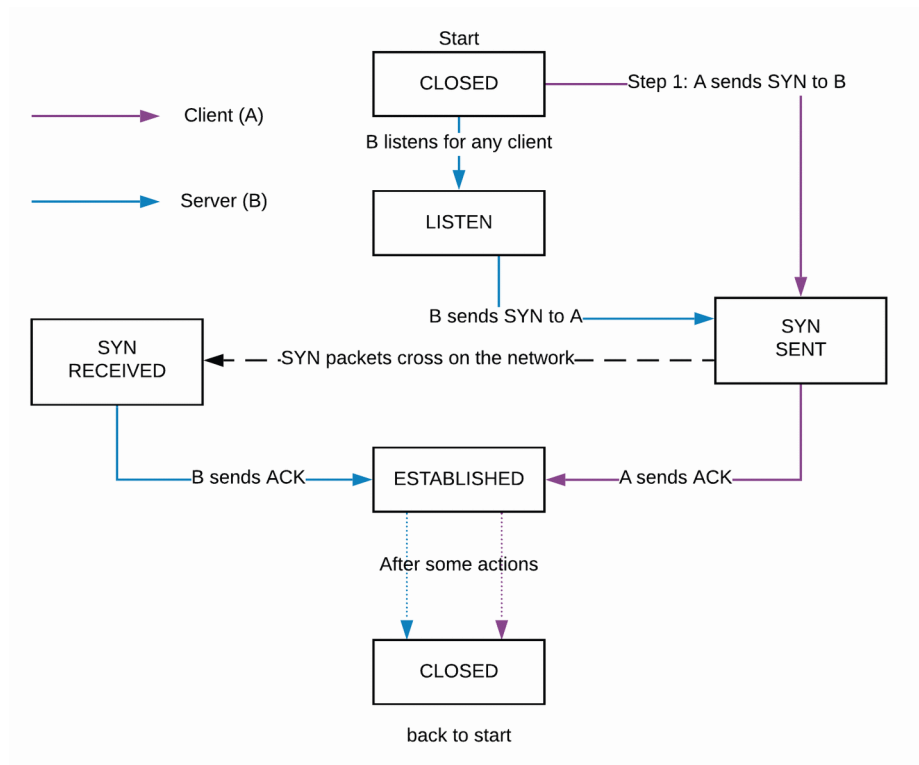 Start
CLOSED
Step 1: A sends SYN to B
Client (A)
B listens for any client
Server (B)
LISTEN
B sends SYN to A
SYN
SENT
SYN
RECEIVED
SYN packets cross on the network
B sends ACK
ESTABLISHED
A sends ACK
After some actions
CLOSED
back to start